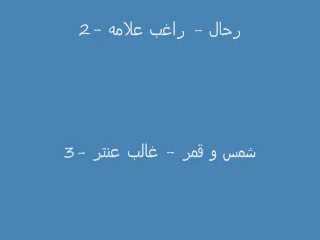 2- رحال - راغب علامه
3- شمس و قمر - غالب عنتر